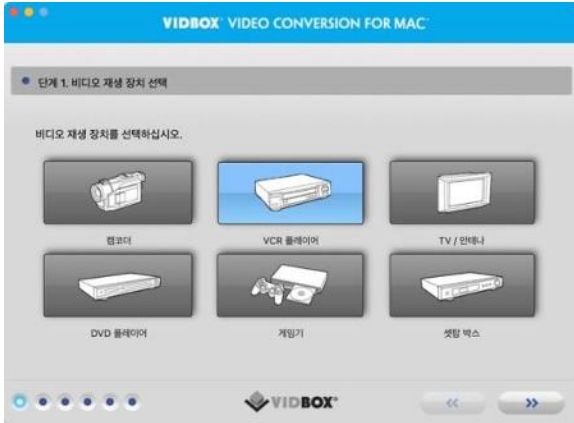 VIDBOX® VIDEO CONVERSION FOR MAC
단계 1. 비디오 재생 장치 선택
비디오 재생 장치를 선택하십시오.
캠코더
VCR 플레이어
TV / 안테나
DVD 플레이어
게임기
셋탑 박스
VIDBOX®